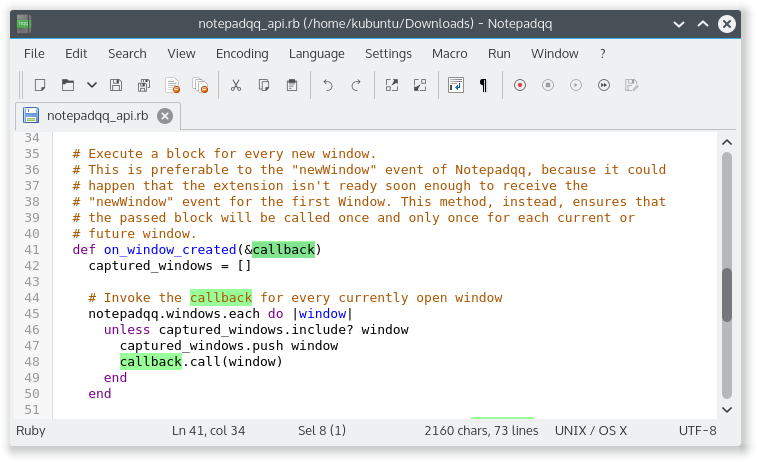 notepadqq_api.rb (/home/kubuntu/Downloads) - Notepadqq
File Edit Search View Encoding Language Settings Macro Run Window ?
notepadqq_api.rb
34
35 # Execute a block for every new window.
36 # This is preferable to the "newWindow" event of Notepadqq, because it could
37 # happen that the extension isn't ready soon enough to receive the
38 # "newWindow" event for the first Window. This method, instead, ensures that
39 # the passed block will be called once and only once for each current or
40 # future window.
41 def on_window_created(&callback)
42 captured_windows = []
43
44 # Invoke the callback for every currently open window
45 notepadqq.windows.each do |window|
46 unless captured_windows.include? window
47 captured_windows.push window
48 callback.call(window)
49 end
50 end
51
Ruby Ln 41, col 34 Sel 8 (1) 2160 chars, 73 lines UNIX / OS X UTF-8